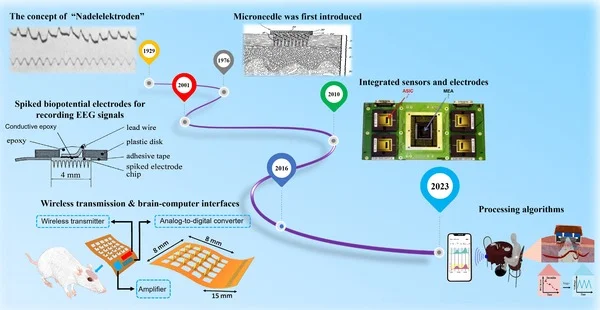 The concept of “Nadelelektroden”
1929
1976
Microneedle was first introduced
2001
2010
Integrated sensors and electrodes
ASIC
MEA
Spiked biopotential electrodes for
recording EEG signals
Conductive epoxy
epoxy
lead wire
plastic disk
adhesive tape
spiked electrode
chip
4 mm
2016
2023
Wireless transmission & brain-computer interfaces
Wireless transmitter
Analog-to-digital converter
Amplifier
8 mm
8 mm
15 mm
Processing algorithms